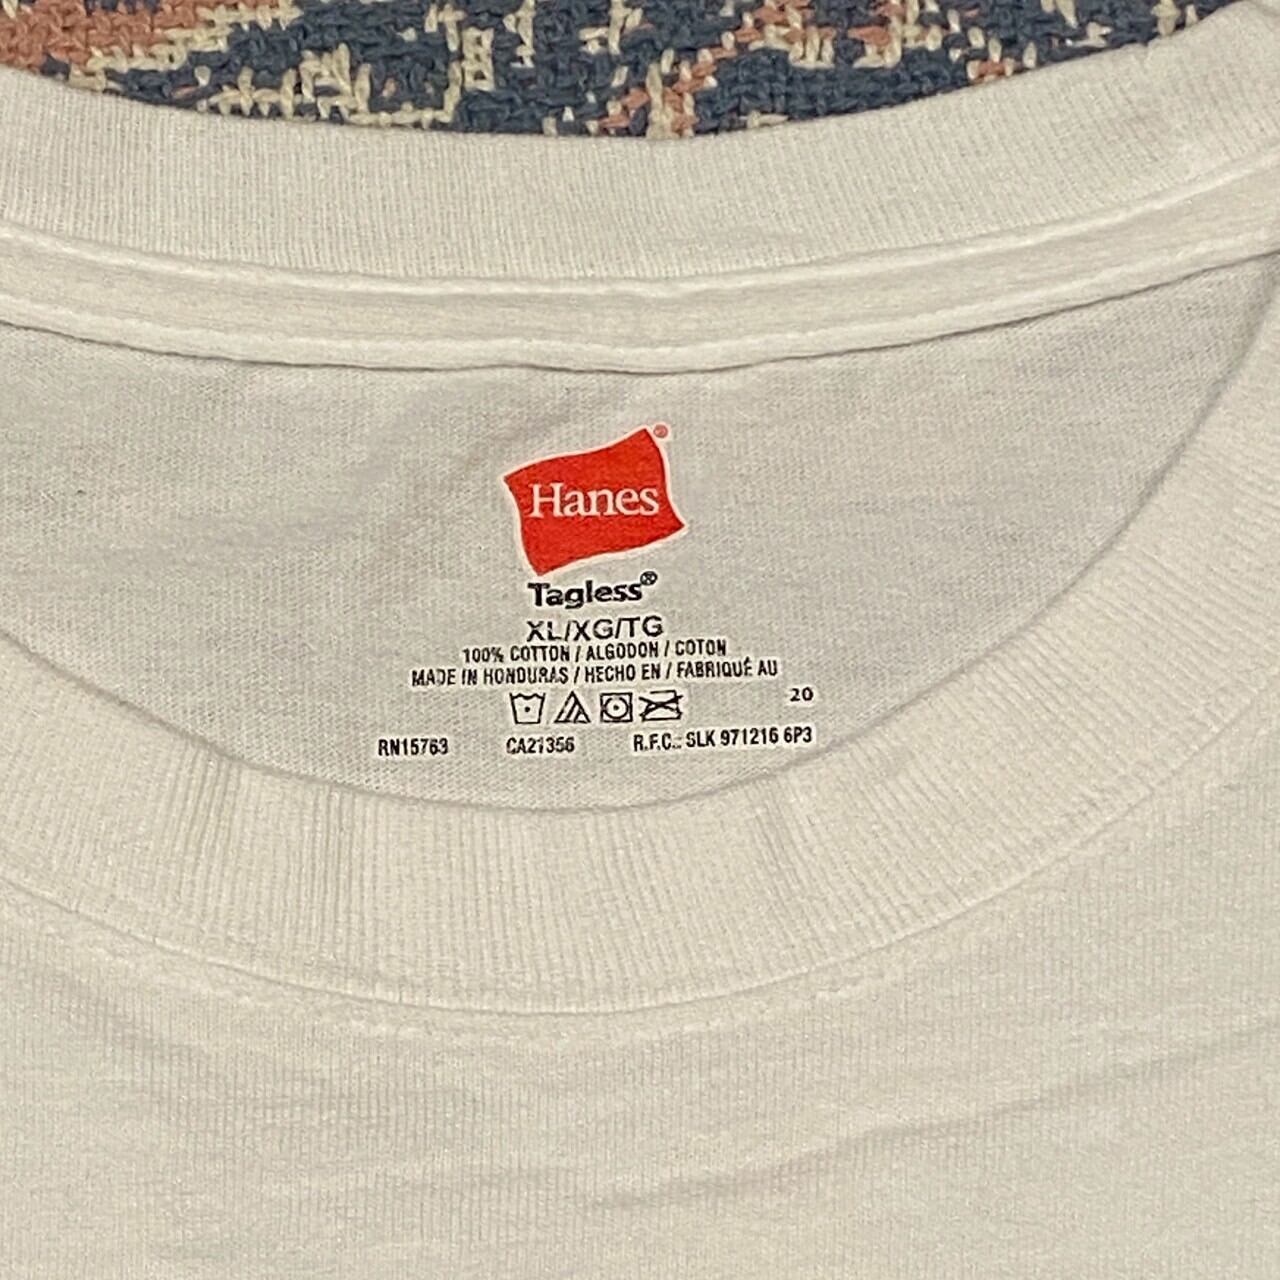 Hanes®
Tagless®
XL/XG/TG
100% COTTON / ALGODON / COTON
MADE IN HONDURAS / HECHO EN / FABRIQUÉ AU
20
RN15763 CA21356 R.F.C.: SLK 971216 6P3